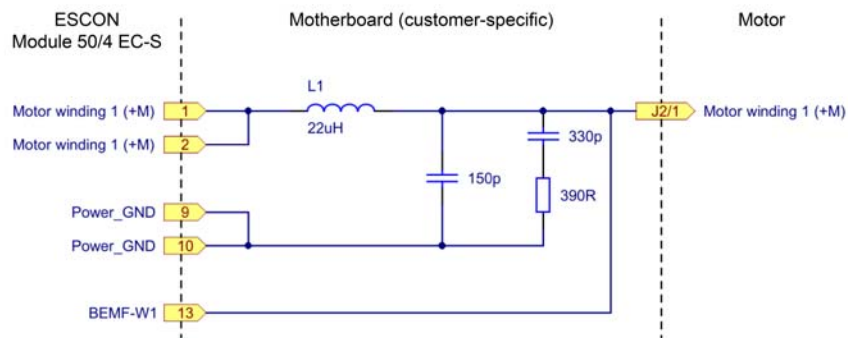 ESCON
Module 50/4 EC-S
Motherboard (customer-specific)
Motor
L1
Motor winding 1 (+M)
1
J2/1
Motor winding 1 (+M)
22uH
330p
Motor winding 1 (+M)
2
150p
390R
Power_GND
9
Power_GND
10
BEMF-W1
13